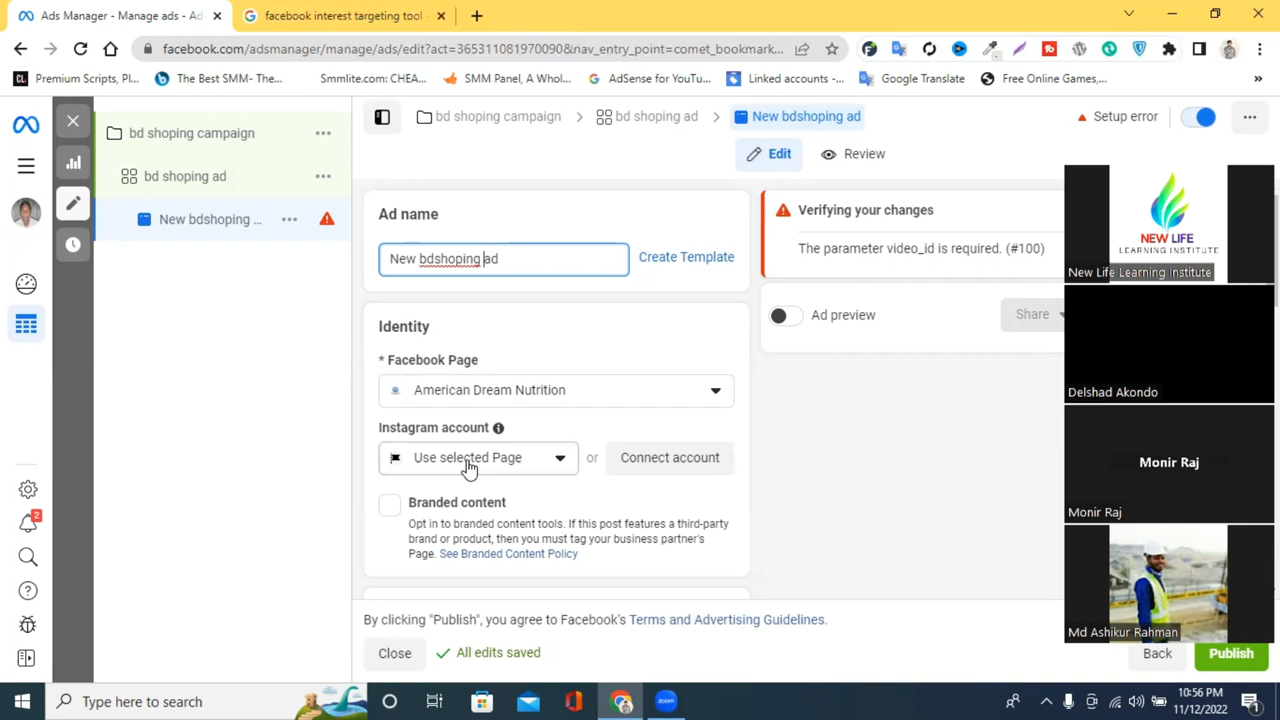 Ads Manager - Manage ads - Ad
facebook interest targeting tool
facebook.com/adsmanager/manage/ads/edit?act=365311081970090&nav_entry_point=comet_bookmark...
Premium Scripts, Pl...
The Best SMM- The...
Smmlite.com: CHEA...
SMM Panel, A Whol...
AdSense for YouTu...
Linked accounts -...
Google Translate
Free Online Games,...
»
bd shoping campaign
bd shoping ad
New bdshoping ...
bd shoping campaign
bd shoping ad
New bdshoping ad
Setup error
Edit
Review
Ad name
New bdshoping ad
Create Template
Identity
* Facebook Page
American Dream Nutrition
Instagram account
Use selected Page
or
Connect account
Branded content
Opt in to branded content tools. If this post features a third-party
brand or product, then you must tag your business partner's
Page. See Branded Content Policy
Verifying your changes
The parameter video_id is required. (#100)
Ad preview
Share
NEW LIFE
LEARNING INSTITUTE
New Life Learning Institute
Delshad Akondo
Monir Raj
Monir Raj
Md Ashikur Rahman
By clicking "Publish", you agree to Facebook's Terms and Advertising Guidelines.
Close
All edits saved
Back
Publish
2
Type here to search
zoom
10:56 PM
11/12/2022
1